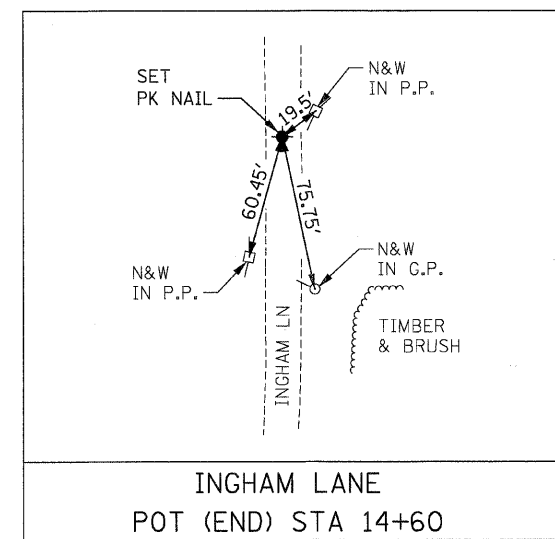 SET
PK NAIL
N&W
IN P.P.
19.5'
60.45'
75.75'
N&W
IN P.P.
N&W
IN G.P.
TIMBER
& BRUSH
INGHAM LN
INGHAM LANE
POT (END) STA 14+60